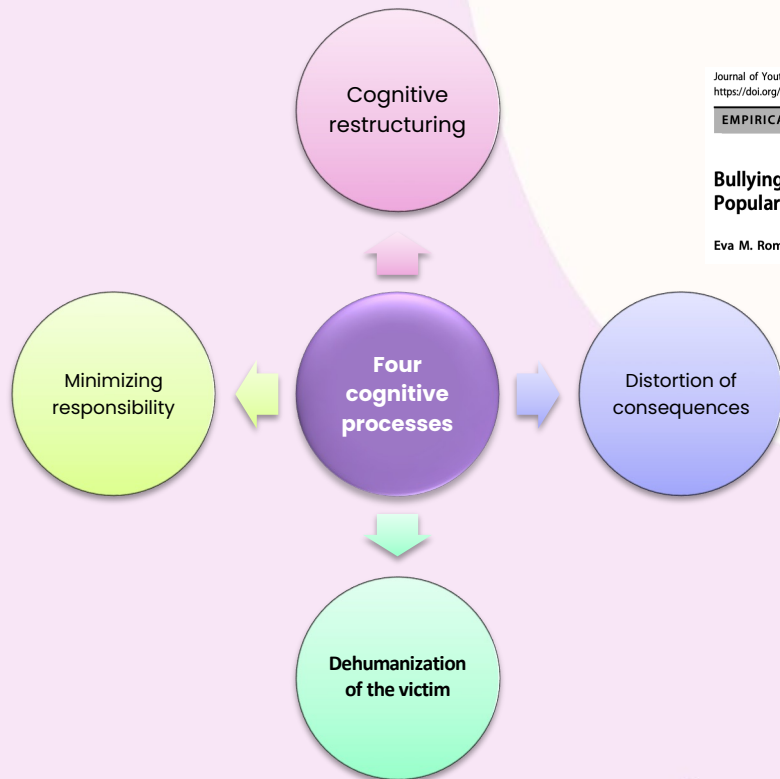 Cognitive
restructuring
Journal of You
https://doi.org/
EMPIRICA
Bullying
Popular
Eva M. Rom
Minimizing
responsibility
Four
cognitive
processes
Distortion of
consequences
Dehumanization
of the victim